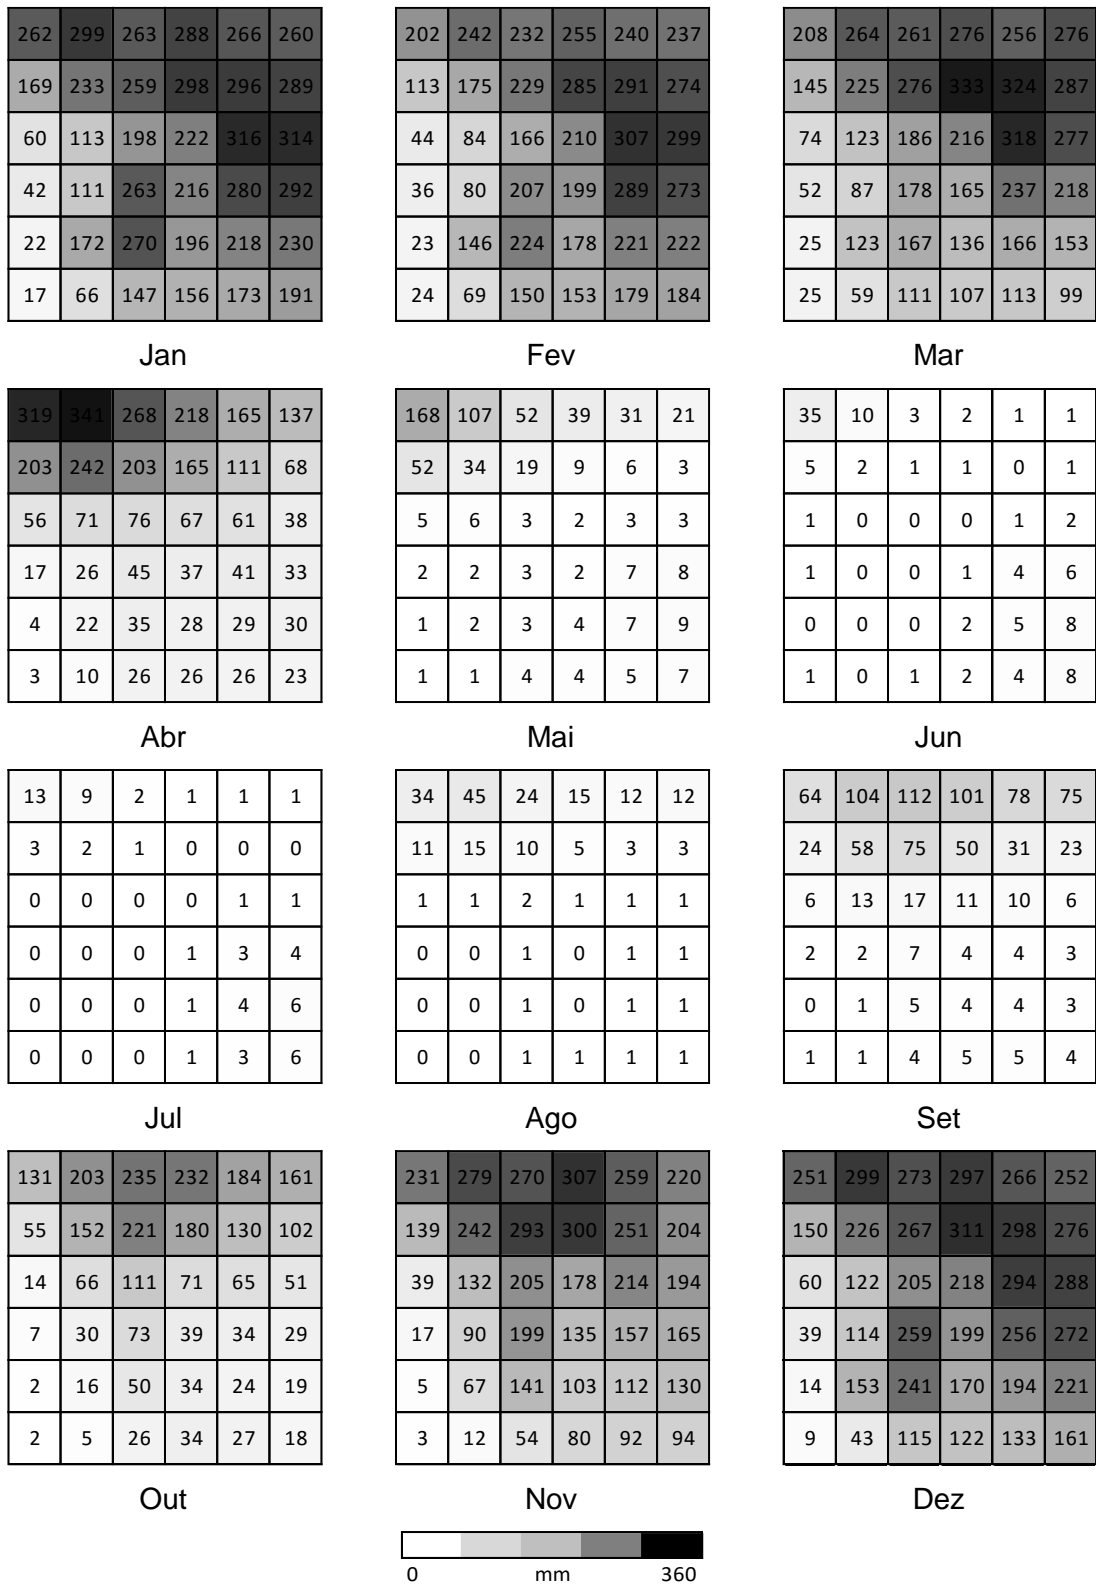 262 299 263 288 266 260 202 242 232 255 240 237 208 264 261 276 256 276
169 233 259 298 296 289 113 175 229 285 291 274 145 225 276 333 324 287
60 113 198 222 316 314 44 84 166 210 307 299 74 123 186 216 318 277
42 111 263 216 280 292 36 80 207 199 289 273 52 87 178 165 237 218
22 172 270 196 218 230 23 146 224 178 221 222 25 123 167 136 166 153
17 66 147 156 173 191 24 69 150 153 179 184 25 59 111 107 113 99
Jan Fev Mar
319 341 268 218 165 137 168 107 52 39 31 21 35 10 3 2 1 1
203 242 203 165 111 68 52 34 19 9 6 3 5 2 1 1 0 1
56 71 76 67 61 38 5 6 3 2 3 3 1 0 0 0 1 2
17 26 45 37 41 33 2 2 3 2 7 8 1 0 0 1 4 6
4 22 35 28 29 30 1 2 3 4 7 9 0 0 0 2 5 8
3 10 26 26 26 23 1 1 4 4 5 7 1 0 1 2 4 8
Abr Mai Jun
13 9 2 1 1 1 34 45 24 15 12 12 64 104 112 101 78 75
3 2 1 0 0 0 11 15 10 5 3 3 24 58 75 50 31 23
0 0 0 0 1 1 1 1 2 1 1 1 6 13 17 11 10 6
0 0 0 1 3 4 0 0 1 0 1 1 2 2 7 4 4 3
0 0 0 1 4 6 0 0 1 0 1 1 0 1 5 4 4 3
0 0 0 1 3 6 0 0 1 1 1 1 1 1 4 5 5 4
Jul Ago Set
131 203 235 232 184 161 231 279 270 307 259 220 251 299 273 297 266 252
55 152 221 180 130 102 139 242 293 300 251 204 150 226 267 311 298 276
14 66 111 71 65 51 39 132 205 178 214 194 60 122 205 218 294 288
7 30 73 39 34 29 17 90 199 135 157 165 39 114 259 199 256 272
2 16 50 34 24 19 5 67 141 103 112 130 14 153 241 170 194 221
2 5 26 34 27 18 3 12 54 80 92 94 9 43 115 122 133 161
Out Nov Dez
0 mm 360